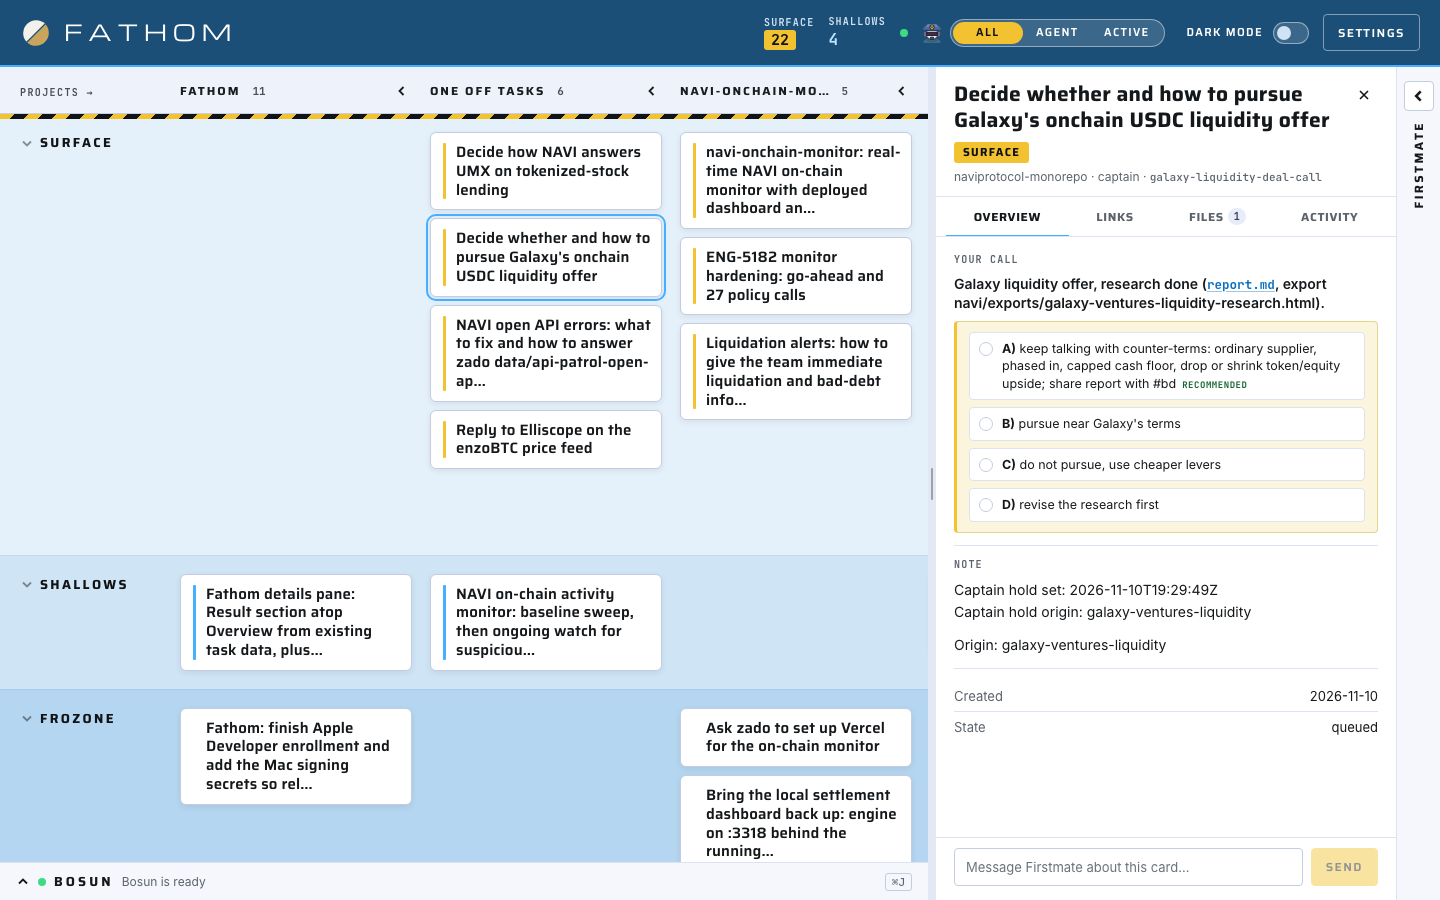 FATHOM
SURFACE
22
SHALLOWS
4
ALL
AGENT
ACTIVE
DARK MODE
SETTINGS
PROJECTS →
FATHOM 11
ONE OFF TASKS 6
NAVI-ONCHAIN-MO... 5
SURFACE
Decide how NAVI answers
UMX on tokenized-stock
lending
Decide whether and how to
pursue Galaxy's onchain
USDC liquidity offer
NAVI open API errors: what
to fix and how to answer
zado data/api-patrol-open-
ap...
Reply to Elliscope on the
enzoBTC price feed
navi-onchain-monitor: real-
time NAVI on-chain
monitor with deployed
dashboard an...
ENG-5182 monitor
hardening: go-ahead and
27 policy calls
Liquidation alerts: how to
give the team immediate
liquidation and bad-debt
info...
SHALLOWS
Fathom details pane:
Result section atop
Overview from existing
task data, plus...
NAVI on-chain activity
monitor: baseline sweep,
then ongoing watch for
suspiciou...
FROZONE
Fathom: finish Apple
Developer enrollment and
add the Mac signing
secrets so rel...
Ask zado to set up Vercel
for the on-chain monitor
Bring the local settlement
dashboard back up: engine
on :3318 behind the
running...
BOSUN Bosun is ready
⌘J
Decide whether and how to pursue
Galaxy's onchain USDC liquidity offer
SURFACE
naviprotocol-monorepo · captain · galaxy-liquidity-deal-call
OVERVIEW
LINKS
FILES 1
ACTIVITY
YOUR CALL
Galaxy liquidity offer, research done (report.md, export
navi/exports/galaxy-ventures-liquidity-research.html).
A) keep talking with counter-terms: ordinary supplier,
phased in, capped cash floor, drop or shrink token/equity
upside; share report with #bd RECOMMENDED
B) pursue near Galaxy's terms
C) do not pursue, use cheaper levers
D) revise the research first
NOTE
Captain hold set: 2026-11-10T19:29:49Z
Captain hold origin: galaxy-ventures-liquidity
Origin: galaxy-ventures-liquidity
Created 2026-11-10
State queued
Message Firstmate about this card...
SEND
FIRSTMATE